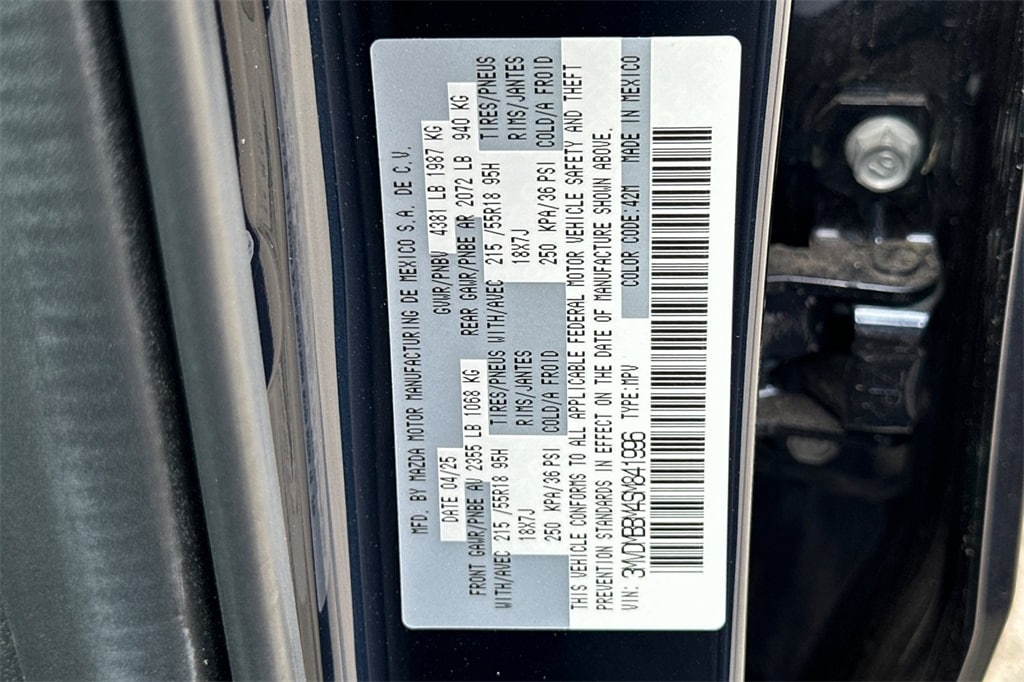 MFD. BY MAZDA MOTOR MANUFACTURING DE MEXICO S.A. DE C.V.
DATE 04/25 GVWR/PNBV 4381 LB 1987 KG
FRONT GAWR/PNBE AV 2355 LB 1068 KG REAR GAWR/PNBE AR 2072 LB 940 KG
WITH/AVEC 215 /55R18 95H TIRES/PNEUS WITH/AVEC 215 /55R18 95H TIRES/PNEUS
18X7J RIMS/JANTES 18X7J RIMS/JANTES
250 KPA/36 PSI COLD/A FROID 250 KPA/36 PSI COLD/A FROID
THIS VEHICLE CONFORMS TO ALL APPLICABLE FEDERAL MOTOR VEHICLE SAFETY AND THEFT
PREVENTION STANDARDS IN EFFECT ON THE DATE OF MANUFACTURE SHOWN ABOVE.
VIN: 3MVDMBBM4SM841996 TYPE:MPV COLOR CODE:42M MADE IN MEXICO